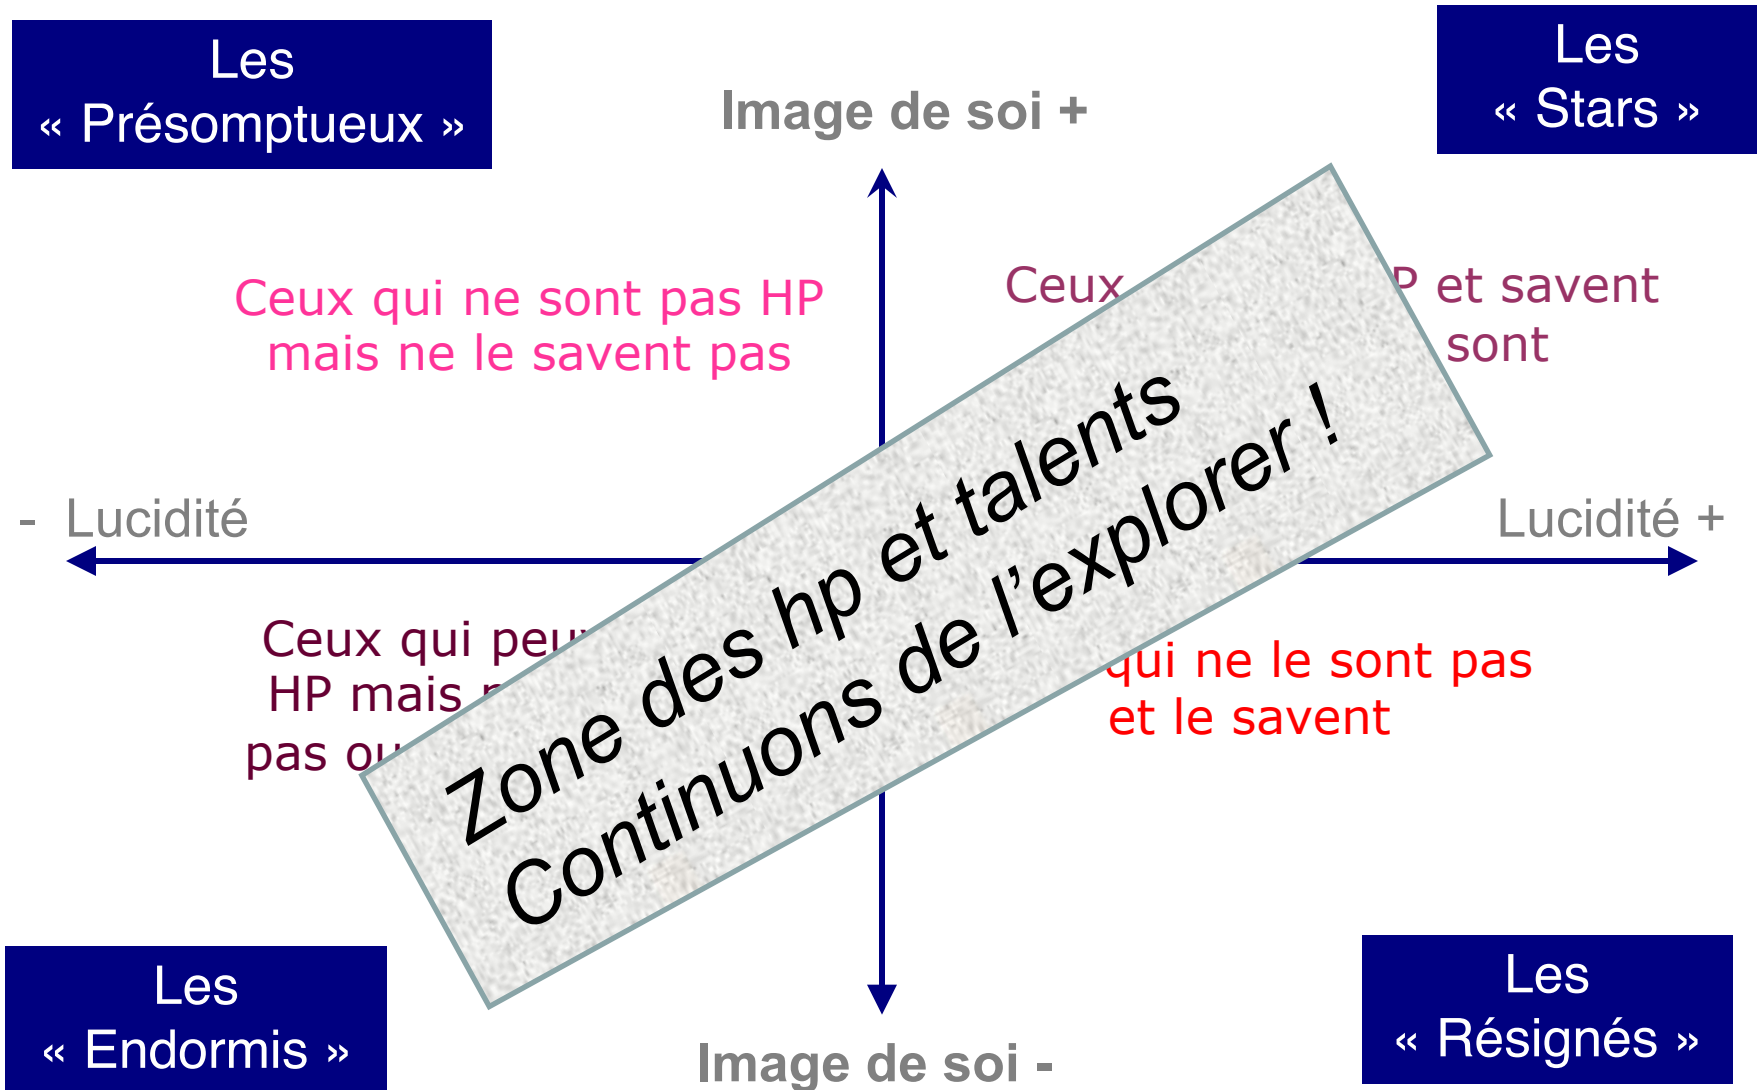 Les
« Présomptueux »
Les
« Stars »
Image de soi +
Ceux qui ne sont pas HP
mais ne le savent pas
Ceux
et savent
sont
- Lucidité
Lucidité +
Zone des hp et talents
Continuons de l’explorer !
Ceux qui
HP mais
pas
qui ne le sont pas
et le savent
Les
« Endormis »
Image de soi -
Les
« Résignés »